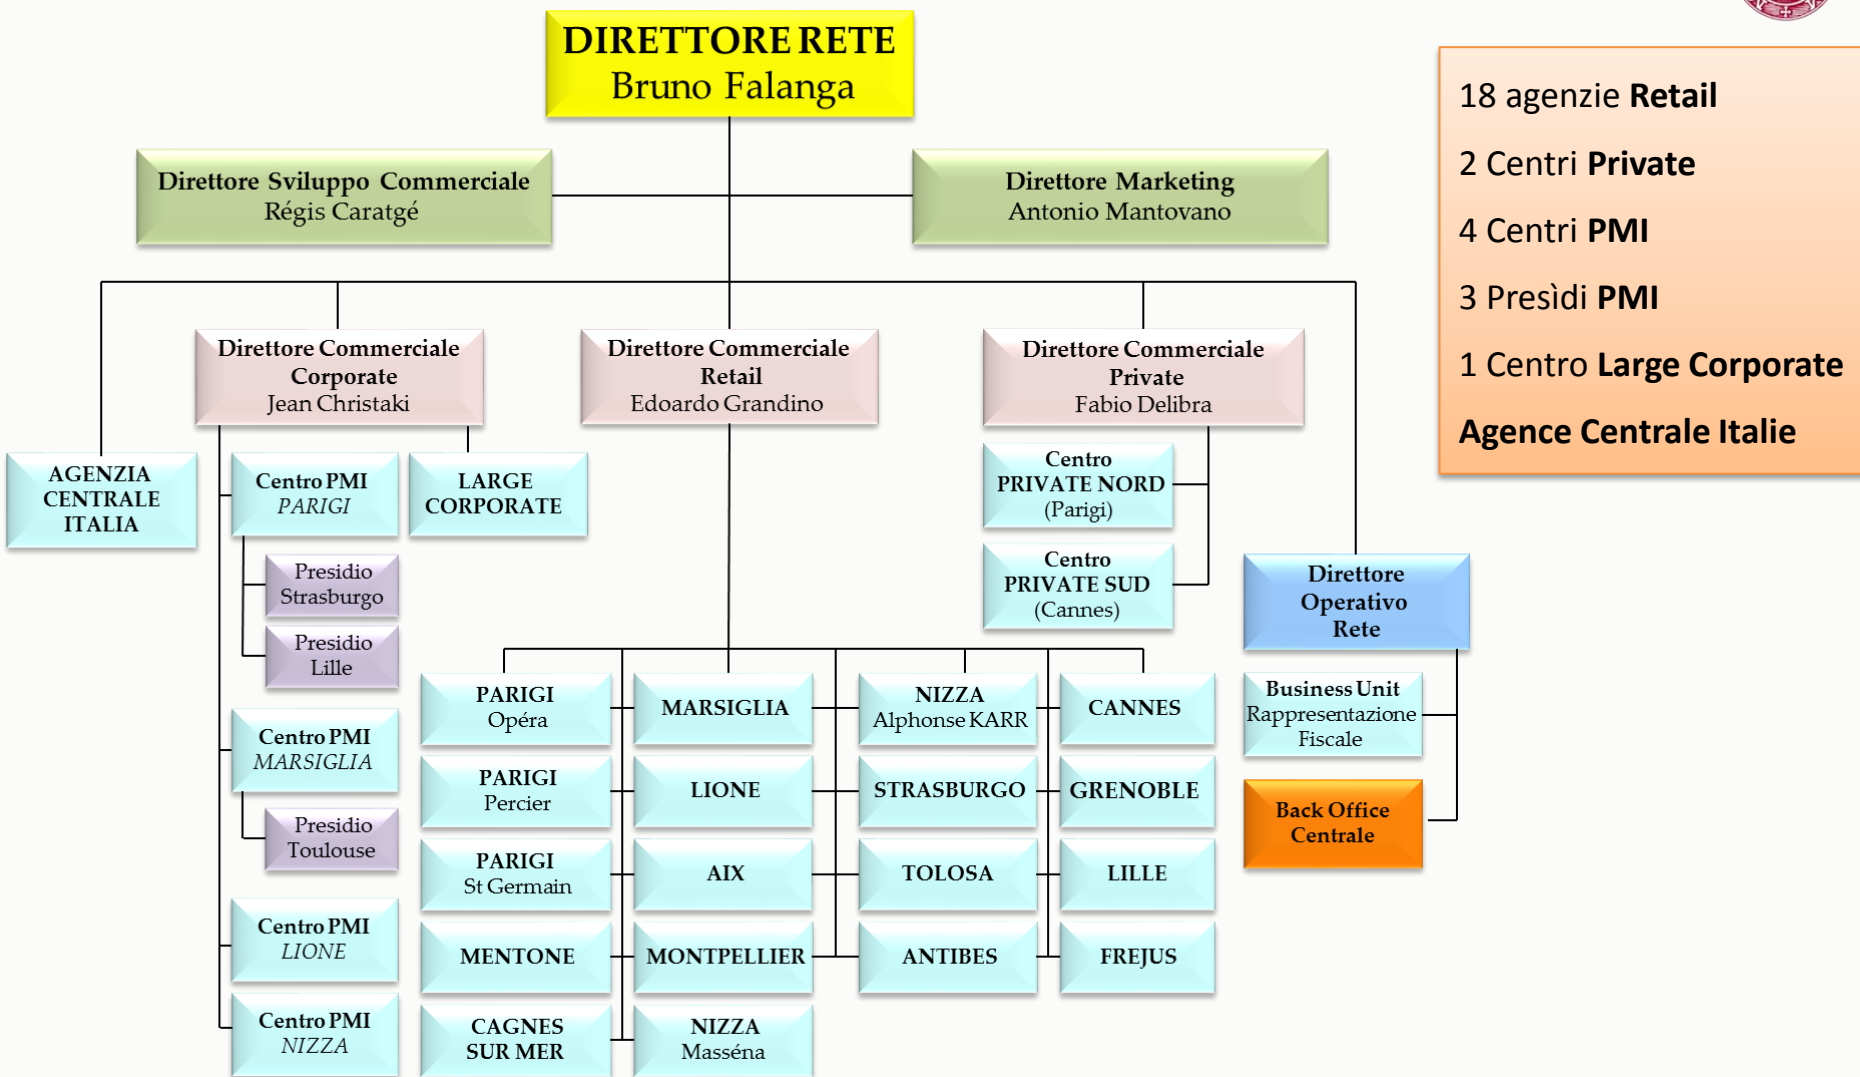 DIRETTORE RETE
Bruno Falanga
Direttore Sviluppo Commerciale
Régis Caratgé
Direttore Marketing
Antonio Mantovano
18 agenzie Retail
2 Centri Private
4 Centri PMI
3 Presìdi PMI
1 Centro Large Corporate
Agence Centrale Italie
Direttore Commerciale
Corporate
Jean Christaki
Direttore Commerciale
Retail
Edoardo Grandino
Direttore Commerciale
Private
Fabio Delibra
AGENZIA
CENTRALE
ITALIA
Centro PMI
PARIGI
LARGE
CORPORATE
Presidio
Strasburgo
Presidio
Lille
Centro PMI
MARSIGLIA
Presidio
Toulouse
Centro PMI
LIONE
Centro PMI
NIZZA
Centro
PRIVATE NORD
(Parigi)
Centro
PRIVATE SUD
(Cannes)
Direttore
Operativo
Rete
Business Unit
Rappresentazione
Fiscale
Back Office
Centrale
PARIGI
Opéra
MARSIGLIA
NIZZA
Alphonse KARR
CANNES
PARIGI
Percier
LIONE
STRASBURGO
GRENOBLE
PARIGI
St Germain
AIX
TOLOSA
LILLE
MENTONE
MONTPELLIER
ANTIBES
FREJUS
CAGNES
SUR MER
NIZZA
Masséna